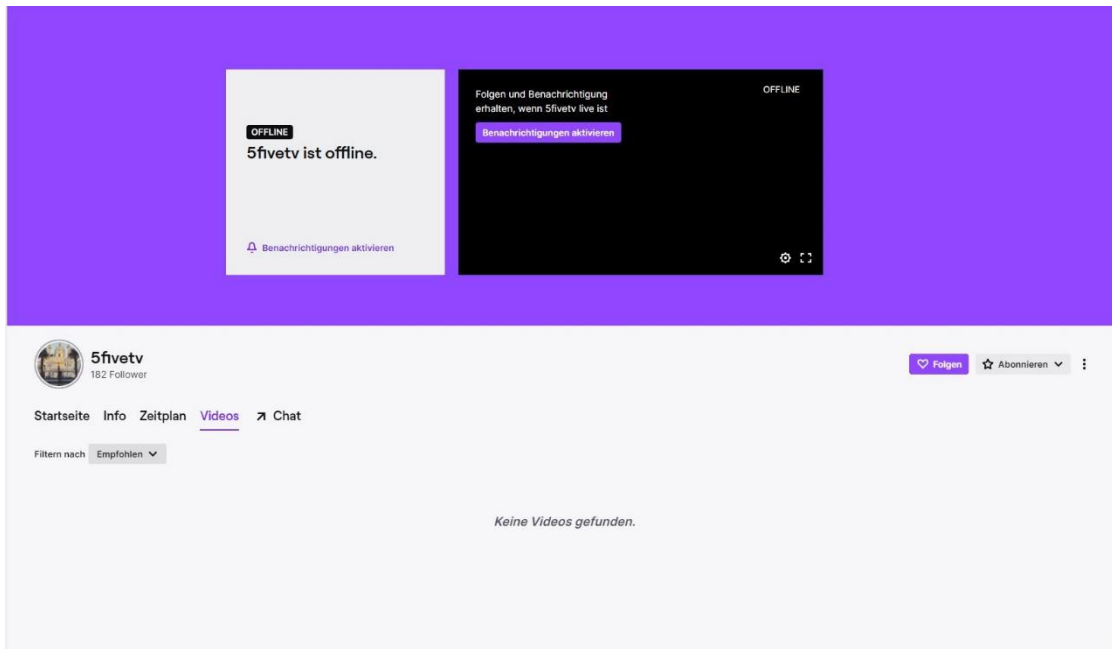 OFFLINE
5fivetv ist offline.
Benachrichtigungen aktivieren
Folgen und Benachrichtigung
erhalten, wenn 5fivetv live ist
Benachrichtigungen aktivieren
OFFLINE
5fivetv
182 Follower
Folgen
Abonnieren
Startseite Info Zeitplan Videos Chat
Filtern nach Empfohlen
Keine Videos gefunden.